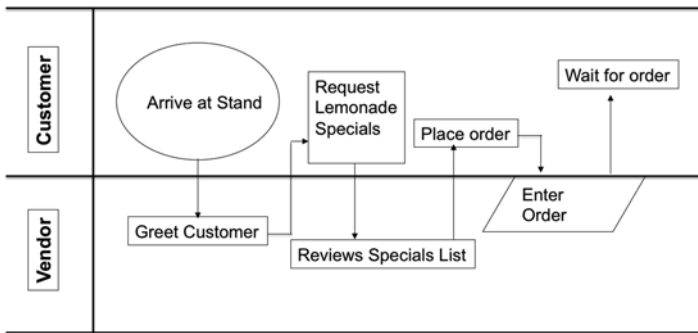 Customer
Arrive at Stand
Request
Lemonade
Specials
Place order
Wait for order
Vendor
Greet Customer
Reviews Specials List
Enter
Order